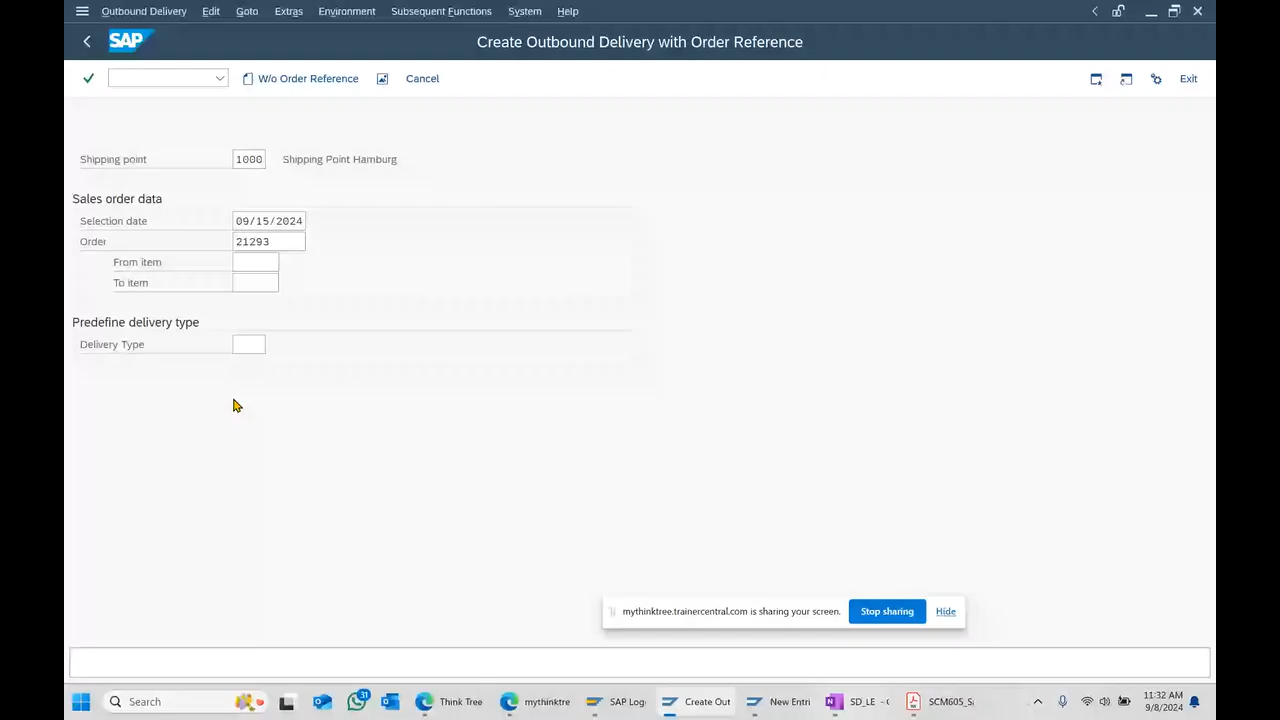 Outbound Delivery Edit Goto Extras Environment Subsequent Functions System Help
SAP Create Outbound Delivery with Order Reference
W/o Order Reference Cancel Exit
Shipping point 1000 Shipping Point Hamburg
Sales order data
Selection date 09/15/2024
Order 21293
From item
To item
Predefine delivery type
Delivery Type
mythinktree.trainercentral.com is sharing your screen. Stop sharing Hide
Search 31 Think Tree mythinktre SAP Log Create Out New Entri SD_LE - C SCM605_Sa 11:32 AM
9/8/2024